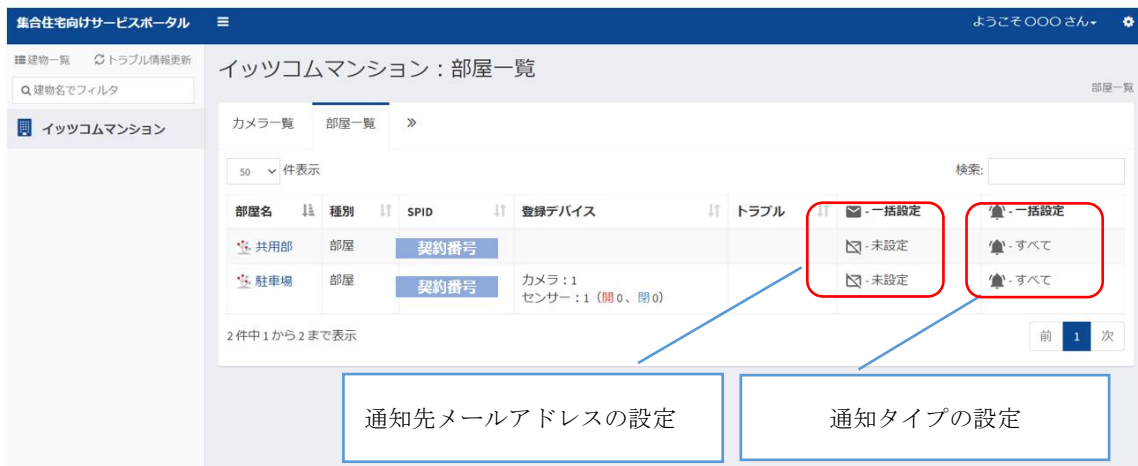 集合住宅向けサービスポータル
ようこそ〇〇〇さん
建物一覧 トラブル情報更新
建物名でフィルタ
イッツコムマンション
イッツコムマンション：部屋一覧
部屋一覧
カメラ一覧 部屋一覧 »
50 件表示
検索:
部屋名 種別 SPID 登録デバイス トラブル - 一括設定 - 一括設定
共用部 部屋 契約番号 - 未設定 - すべて
駐車場 部屋 契約番号 カメラ：1 - 未設定 - すべて
センサー：1（開0、閉0）
2件中1から2まで表示
前 1 次
通知先メールアドレスの設定 通知タイプの設定